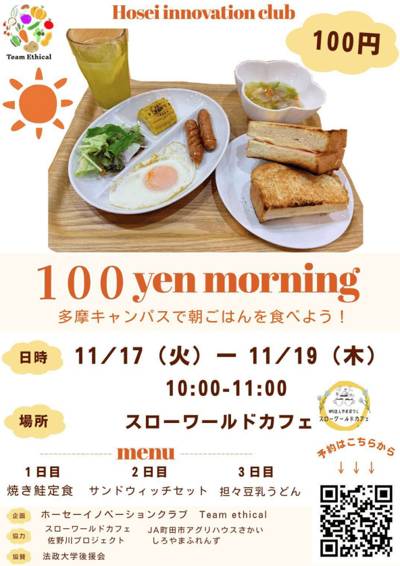 Hosei innovation club
Team Ethical
100円
100 yen morning
多摩キャンパスで朝ごはんを食べよう！
日時 11/17（火）ー 11/19（木）
10:00-11:00
場所 スローワールドカフェ
スローワールドカフェ
予約はこちらから
↓ ↓ ↓
menu
1日目 2日目 3日目
焼き鮭定食 サンドウィッチセット 担々豆乳うどん
企画 ホーセーイノベーションクラブ Team ethical
協力 スローワールドカフェ JA町田市アグリハウスさかい
佐野川プロジェクト しろやまふれんず
協賛 法政大学後援会